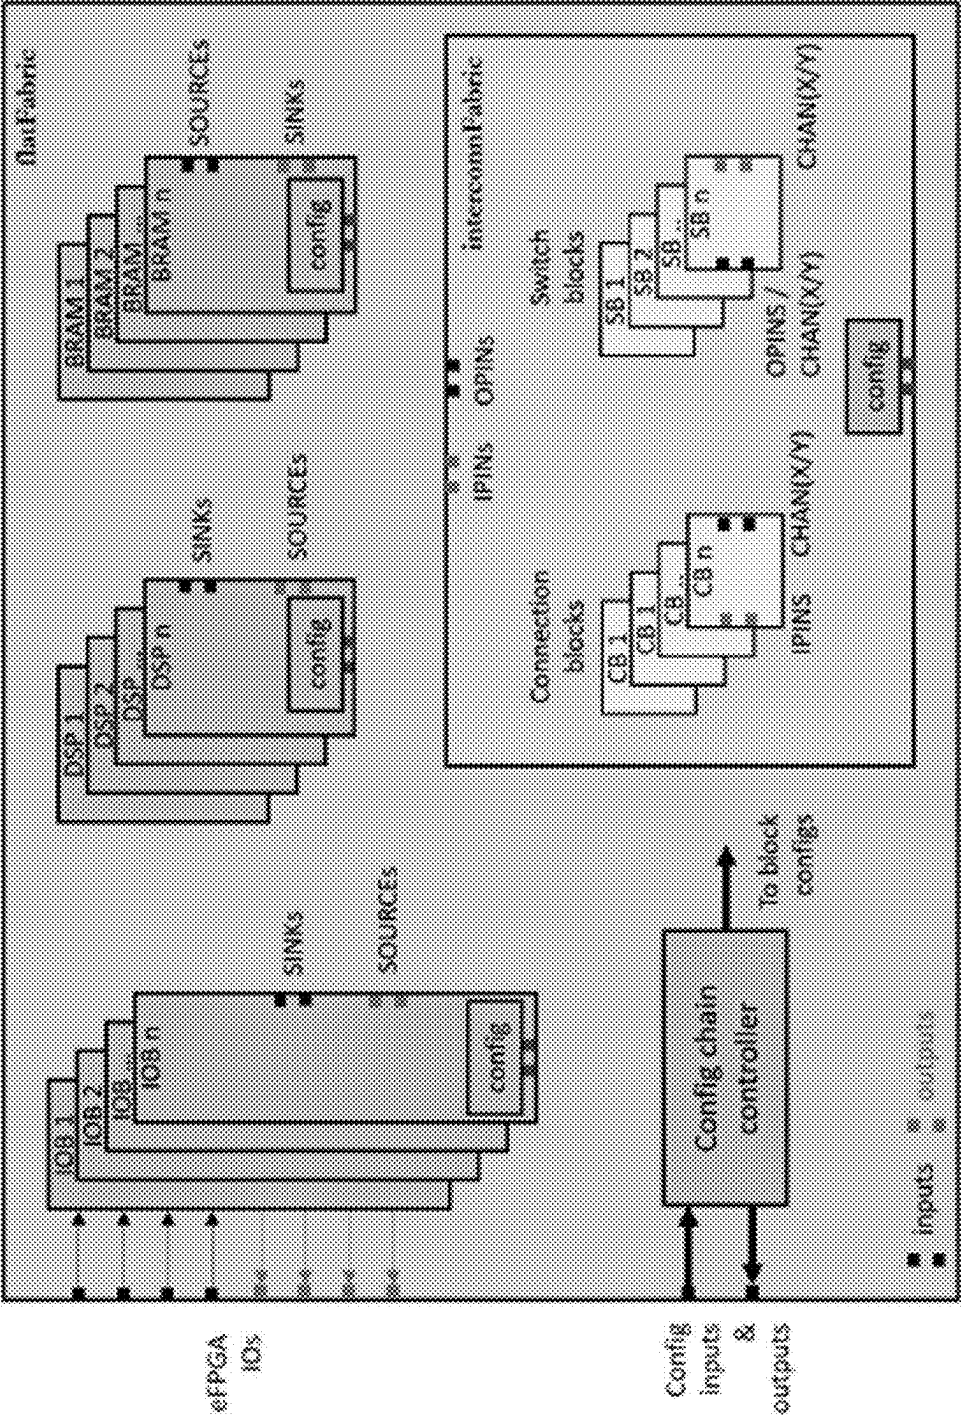 flatFabric
IOB 1
IOB 2
IOB ...
IOB n
SINKs
SOURCEs
config
DSP 1
DSP 2
DSP ...
DSP n
SINKs
SOURCEs
config
BRAM 1
BRAM 2
BRAM ...
BRAM n
SOURCEs
SINKs
config
eFPGA
IOs
interconnFabric
IPINs
OPINs
Connection
blocks
CB 1
CB 1
CB ...
CB n
IPINS
CHAN(X/Y)
Switch
blocks
SB 1
SB 2
SB ...
SB n
OPINS /
CHAN(X/Y)
CHAN(X/Y)
config
Config
inputs
&
outputs
Config chain
controller
To block
configs
inputs
outputs